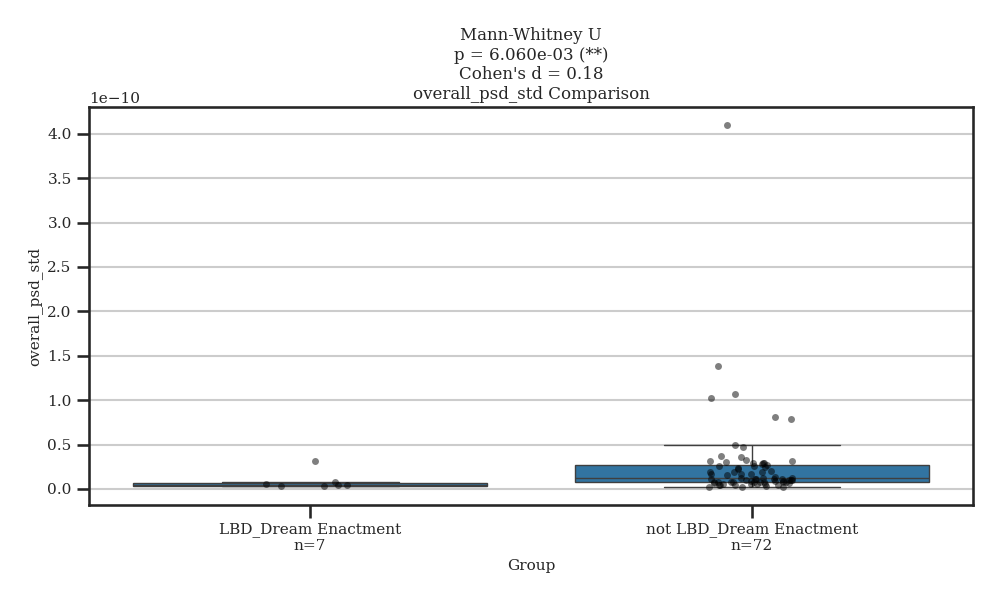 Mann-Whitney U
p = 6.060e-03 (**)
Cohen's d = 0.18
overall_psd_std Comparison
1e−10
4.0
3.5
3.0
2.5
2.0
1.5
1.0
0.5
0.0
overall_psd_std
LBD_Dream Enactment
n=7
not LBD_Dream Enactment
n=72
Group